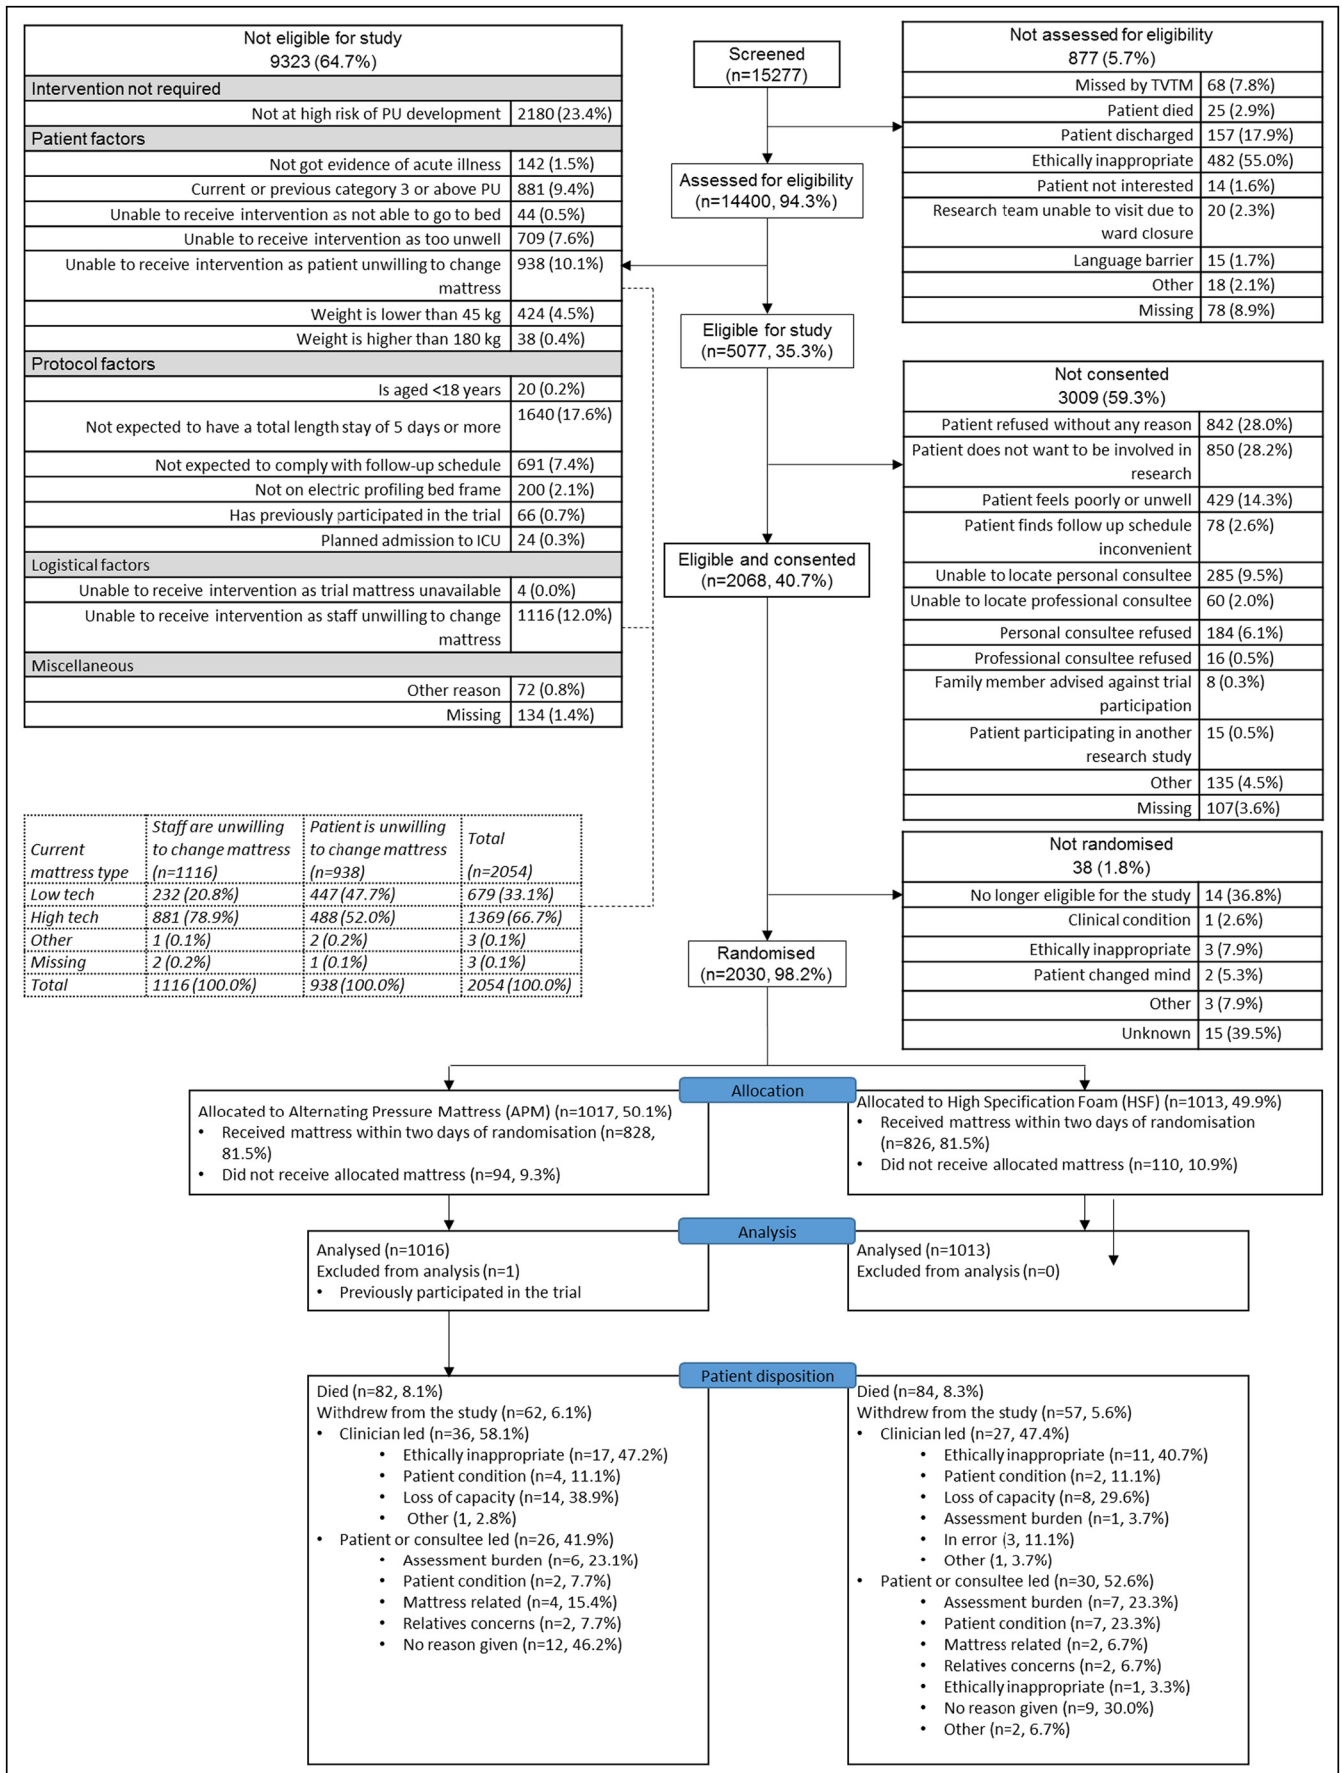 Not eligible for study
9323 (64.7%)
Intervention not required
Not at high risk of PU development 2180 (23.4%)
Patient factors
Not got evidence of acute illness 142 (1.5%)
Current or previous category 3 or above PU 881 (9.4%)
Unable to receive intervention as not able to go to bed 44 (0.5%)
Unable to receive intervention as too unwell 709 (7.6%)
Unable to receive intervention as patient unwilling to change 938 (10.1%)
mattress
Weight is lower than 45 kg 424 (4.5%)
Weight is higher than 180 kg 38 (0.4%)
Protocol factors
Is aged <18 years 20 (0.2%)
Not expected to have a total length stay of 5 days or more 1640 (17.6%)
Not expected to comply with follow-up schedule 691 (7.4%)
Not on electric profiling bed frame 200 (2.1%)
Has previously participated in the trial 66 (0.7%)
Planned admission to ICU 24 (0.3%)
Logistical factors
Unable to receive intervention as trial mattress unavailable 4 (0.0%)
Unable to receive intervention as staff unwilling to change 1116 (12.0%)
mattress
Miscellaneous
Other reason 72 (0.8%)
Missing 134 (1.4%)
Screened
(n=15277)
Assessed for eligibility
(n=14400, 94.3%)
Eligible for study
(n=5077, 35.3%)
Eligible and consented
(n=2068, 40.7%)
Randomised
(n=2030, 98.2%)
Not assessed for eligibility
877 (5.7%)
Missed by TVTM 68 (7.8%)
Patient died 25 (2.9%)
Patient discharged 157 (17.9%)
Ethically inappropriate 482 (55.0%)
Patient not interested 14 (1.6%)
Research team unable to visit due to 20 (2.3%)
ward closure
Language barrier 15 (1.7%)
Other 18 (2.1%)
Missing 78 (8.9%)
Not consented
3009 (59.3%)
Patient refused without any reason 842 (28.0%)
Patient does not want to be involved in 850 (28.2%)
research
Patient feels poorly or unwell 429 (14.3%)
Patient finds follow up schedule 78 (2.6%)
inconvenient
Unable to locate personal consultee 285 (9.5%)
Unable to locate professional consultee 60 (2.0%)
Personal consultee refused 184 (6.1%)
Professional consultee refused 16 (0.5%)
Family member advised against trial 8 (0.3%)
participation
Patient participating in another 15 (0.5%)
research study
Other 135 (4.5%)
Missing 107(3.6%)
Not randomised
38 (1.8%)
No longer eligible for the study 14 (36.8%)
Clinical condition 1 (2.6%)
Ethically inappropriate 3 (7.9%)
Patient changed mind 2 (5.3%)
Other 3 (7.9%)
Unknown 15 (39.5%)
Current mattress type Staff are unwilling to change mattress (n=1116) Patient is unwilling to change mattress (n=938) Total (n=2054)
Low tech 232 (20.8%) 447 (47.7%) 679 (33.1%)
High tech 881 (78.9%) 488 (52.0%) 1369 (66.7%)
Other 1 (0.1%) 2 (0.2%) 3 (0.1%)
Missing 2 (0.2%) 1 (0.1%) 3 (0.1%)
Total 1116 (100.0%) 938 (100.0%) 2054 (100.0%)
Allocation
Allocated to Alternating Pressure Mattress (APM) (n=1017, 50.1%)
• Received mattress within two days of randomisation (n=828,
81.5%)
• Did not receive allocated mattress (n=94, 9.3%)
Allocated to High Specification Foam (HSF) (n=1013, 49.9%)
• Received mattress within two days of randomisation
(n=826, 81.5%)
• Did not receive allocated mattress (n=110, 10.9%)
Analysis
Analysed (n=1016)
Excluded from analysis (n=1)
• Previously participated in the trial
Analysed (n=1013)
Excluded from analysis (n=0)
Patient disposition
Died (n=82, 8.1%)
Withdrew from the study (n=62, 6.1%)
• Clinician led (n=36, 58.1%)
• Ethically inappropriate (n=17, 47.2%)
• Patient condition (n=4, 11.1%)
• Loss of capacity (n=14, 38.9%)
• Other (1, 2.8%)
• Patient or consultee led (n=26, 41.9%)
• Assessment burden (n=6, 23.1%)
• Patient condition (n=2, 7.7%)
• Mattress related (n=4, 15.4%)
• Relatives concerns (n=2, 7.7%)
• No reason given (n=12, 46.2%)
Died (n=84, 8.3%)
Withdrew from the study (n=57, 5.6%)
• Clinician led (n=27, 47.4%)
• Ethically inappropriate (n=11, 40.7%)
• Patient condition (n=2, 11.1%)
• Loss of capacity (n=8, 29.6%)
• Assessment burden (n=1, 3.7%)
• In error (3, 11.1%)
• Other (1, 3.7%)
• Patient or consultee led (n=30, 52.6%)
• Assessment burden (n=7, 23.3%)
• Patient condition (n=7, 23.3%)
• Mattress related (n=2, 6.7%)
• Relatives concerns (n=2, 6.7%)
• Ethically inappropriate (n=1, 3.3%)
• No reason given (n=9, 30.0%)
• Other (n=2, 6.7%)